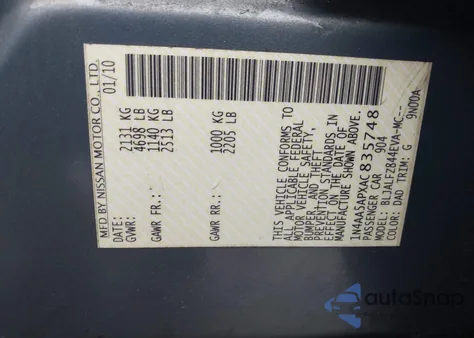 MFD BY NISSAN MOTOR CO., LTD.
DATE: 01/10
GVWR: 2131 KG
4698 LB
GAWR FR.: 1140 KG
2513 LB
GAWR RR.: 1000 KG
2205 LB
THIS VEHICLE CONFORMS TO
ALL APPLICABLE FEDERAL
MOTOR VEHICLE SAFETY,
BUMPER, AND THEFT
PREVENTION STANDARDS IN
EFFECT ON THE DATE OF
MANUFACTURE SHOWN ABOVE.
1N4AA5APXAC835748
PASSENGER CAR 904
MODEL: BLJALFZ844EVA-MC--
COLOR: DAD TRIM: G 9N00A
autoSnap